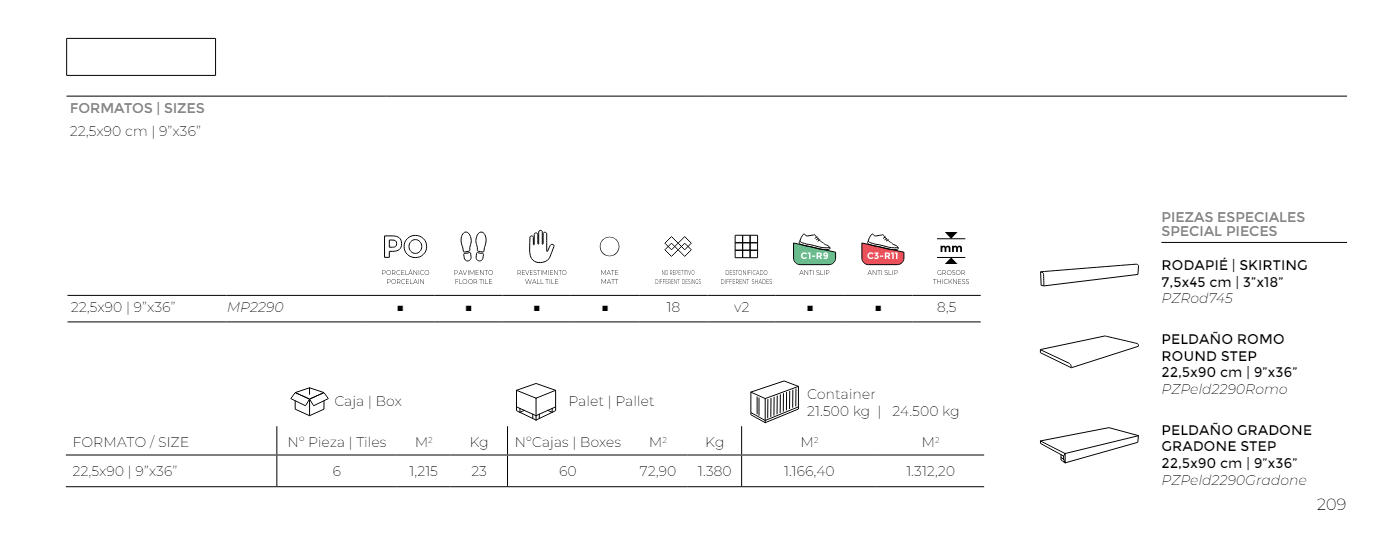 FORMATOS | SIZES
22,5x90 cm | 9”x36”
PO
C1-R9
C3-R11
mm
PORCELÁNICO
PORCELAIN
PAVIMENTO
FLOOR TILE
REVESTIMIENTO
WALL TILE
MATE
MATT
NO REPETIVO
DIFFERENT DESINGS
DESTONIFICADO
DIFFERENT SHADES
ANTI SLIP
ANTI SLIP
GROSOR
THICKNESS
22,5x90 | 9”x36” MP2290 ▪ ▪ ▪ ▪ 18 v2 ▪ ▪ 8,5
Caja | Box
Palet | Pallet
Container
21.500 kg | 24.500 kg
FORMATO / SIZE Nº Pieza | Tiles M² Kg NºCajas | Boxes M² Kg M² M²
22,5x90 | 9”x36” 6 1,215 23 60 72,90 1.380 1.166,40 1.312,20
PIEZAS ESPECIALES
SPECIAL PIECES
RODAPIÉ | SKIRTING
7,5x45 cm | 3”x18”
PZRod745
PELDAÑO ROMO
ROUND STEP
22,5x90 cm | 9”x36”
PZPeld2290Romo
PELDAÑO GRADONE
GRADONE STEP
22,5x90 cm | 9”x36”
PZPeld2290Gradone
209